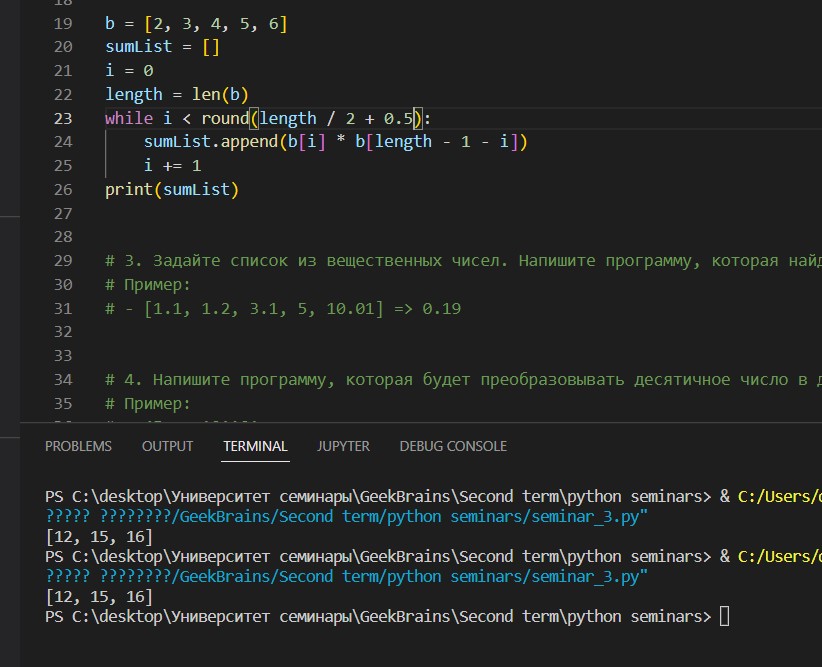 18
19 b = [2, 3, 4, 5, 6]
20 sumList = []
21 i = 0
22 length = len(b)
23 while i < round(length / 2 + 0.5):
24     sumList.append(b[i] * b[length - 1 - i])
25     i += 1
26 print(sumList)
27
28
29 # 3. Задайте список из вещественных чисел. Напишите программу, которая
30 # Пример:
31 # - [1.1, 1.2, 3.1, 5, 10.01] => 0.19
32
33
34 # 4. Напишите программу, которая будет преобразовывать десятичное число в
35 # Пример:
PROBLEMS OUTPUT TERMINAL JUPYTER DEBUG CONSOLE
PS C:\desktop\Университет семинары\GeekBrains\Second term\python seminars> & C:/Users/
????? ????????/GeekBrains/Second term/python seminars/seminar_3.py"
[12, 15, 16]
PS C:\desktop\Университет семинары\GeekBrains\Second term\python seminars> & C:/Users/
????? ????????/GeekBrains/Second term/python seminars/seminar_3.py"
[12, 15, 16]
PS C:\desktop\Университет семинары\GeekBrains\Second term\python seminars>